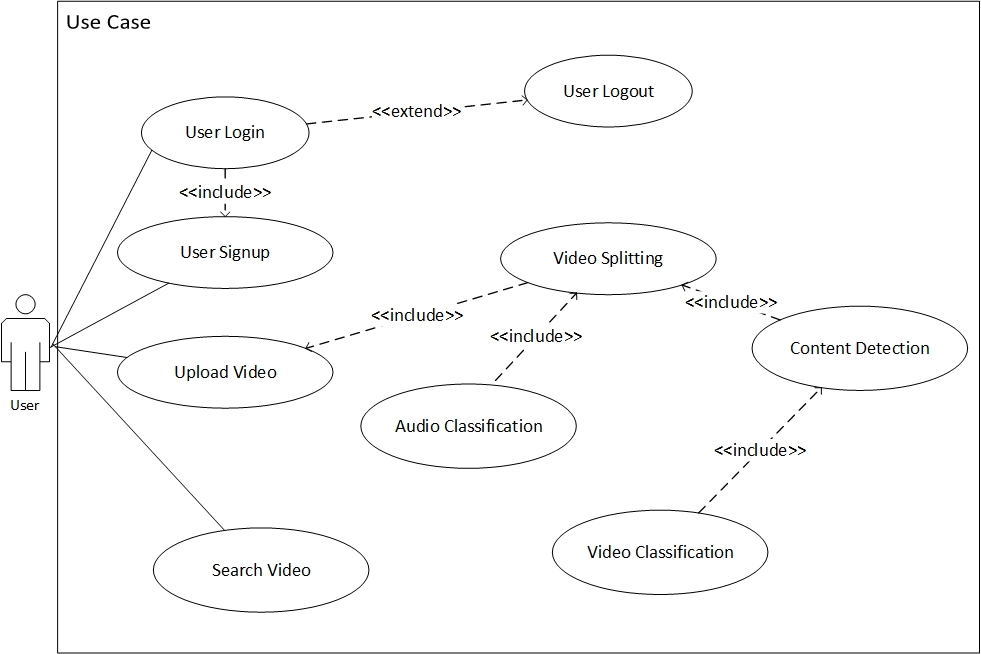 Use Case
User Logout
<<extend>>
User Login
<<include>>
User Signup
Video Splitting
<<include>>
<<include>>
<<include>>
Content Detection
Upload Video
User
Audio Classification
<<include>>
Video Classification
Search Video